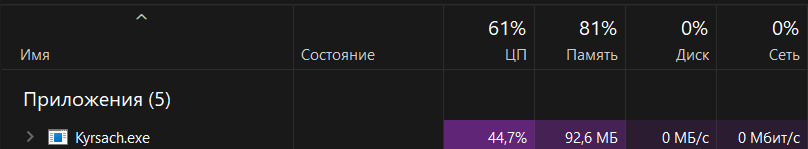 61% 81% 0% 0%
Имя Состояние ЦП Память Диск Сеть
Приложения (5)
Kyrsach.exe 44,7% 92,6 МБ 0 МБ/с 0 Мбит/с